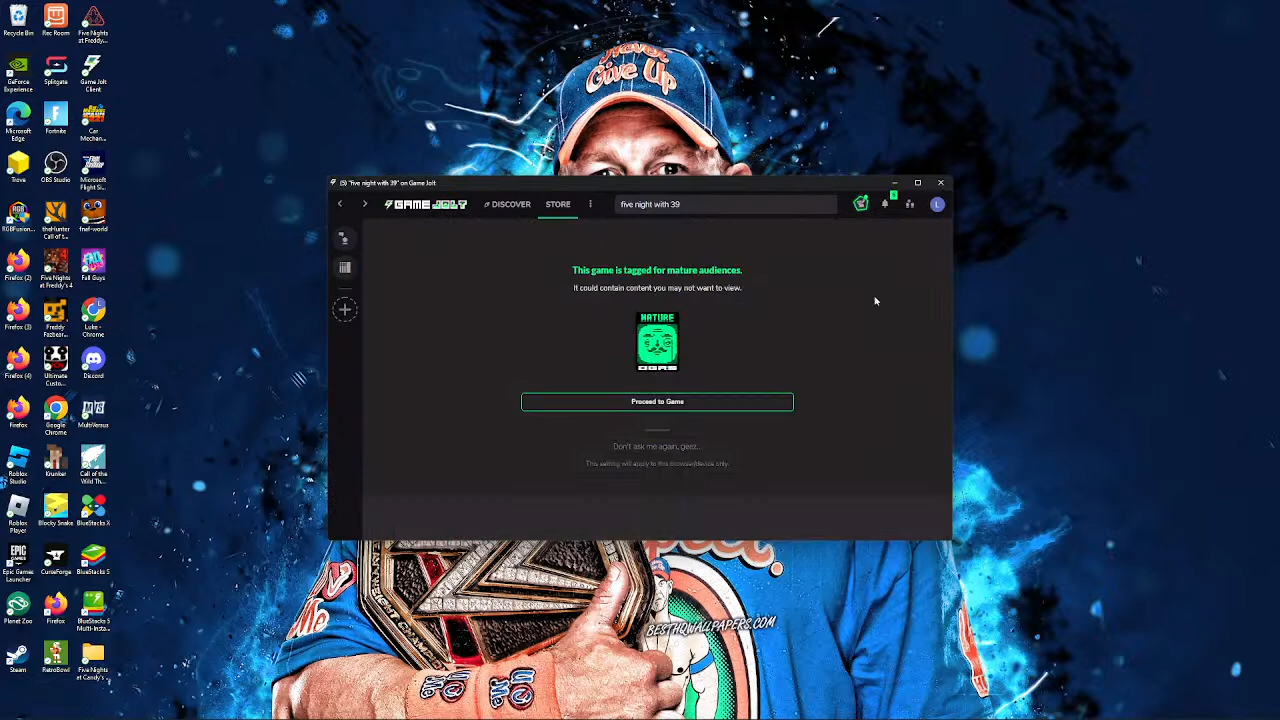 Recycle Bin
Rec Room
Five Nights
at Freddy...
GeForce
Experience
Splitgate
Game Jolt
Client
Microsoft
Edge
Fortnite
Car
Mechan...
Trove
OBS Studio
Microsoft
Flight Si...
RGBFusion...
theHunter
Call of t...
fnaf-world
Firefox (2)
Five Nights
at Freddy's 4
Fall Guys
Firefox (3)
Freddy
Fazbear...
Luke -
Chrome
Firefox (4)
Ultimate
Custo...
Discord
Firefox
Google
Chrome
MultiVersus
Roblox
Studio
Krunker
Call of the
Wild Th...
Roblox
Player
Blocky Snake
BlueStacks X
Epic Games
Launcher
CurseForge
BlueStacks 5
Planet Zoo
Firefox
BlueStacks 5
Multi-Insta...
Steam
RetroBowl
Five Nights
at Candy's ...
Never
Give Up
(5) "five night with 39" on Game Jolt
GAME JOLT
DISCOVER
STORE
five night with 39
L
This game is tagged for mature audiences.
It could contain content you may not want to view.
MATURE
Proceed to Game
Don't ask me again, geez...
This setting will apply to this browser/device only.
Me
BESTHQWALLPAPERS.COM